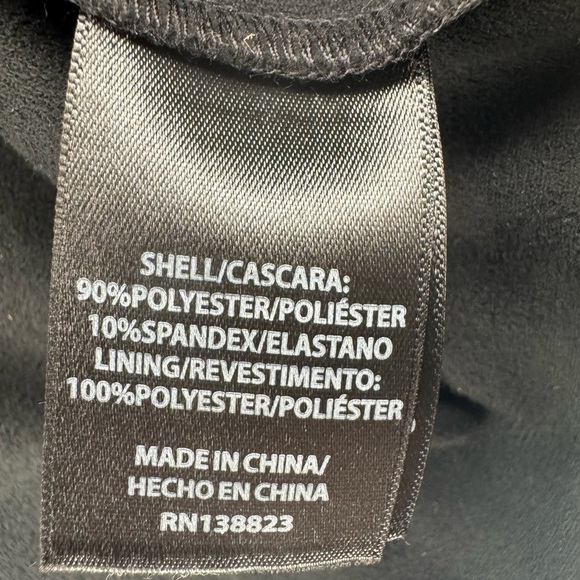 SHELL/CASCARA:
90%POLYESTER/POLIÉSTER
10%SPANDEX/ELASTANO
LINING/REVESTIMENTO:
100%POLYESTER/POLIÉSTER
MADE IN CHINA/
HECHO EN CHINA
RN138823